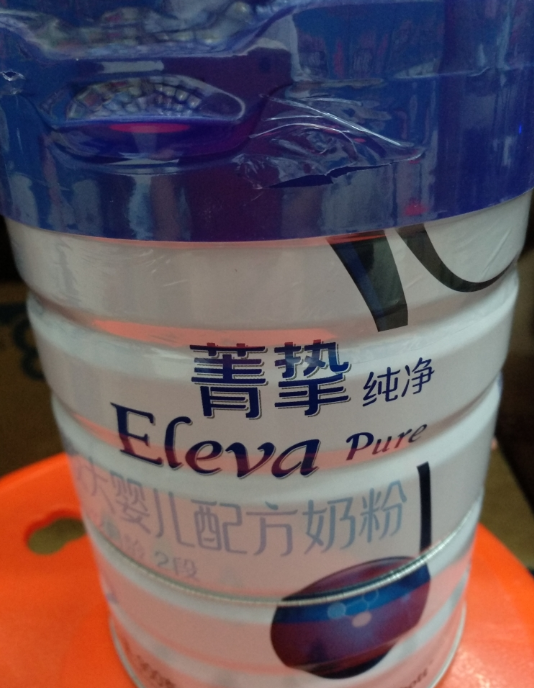 菁挚 纯净
Eleva Pure
大婴儿配方奶粉
2段